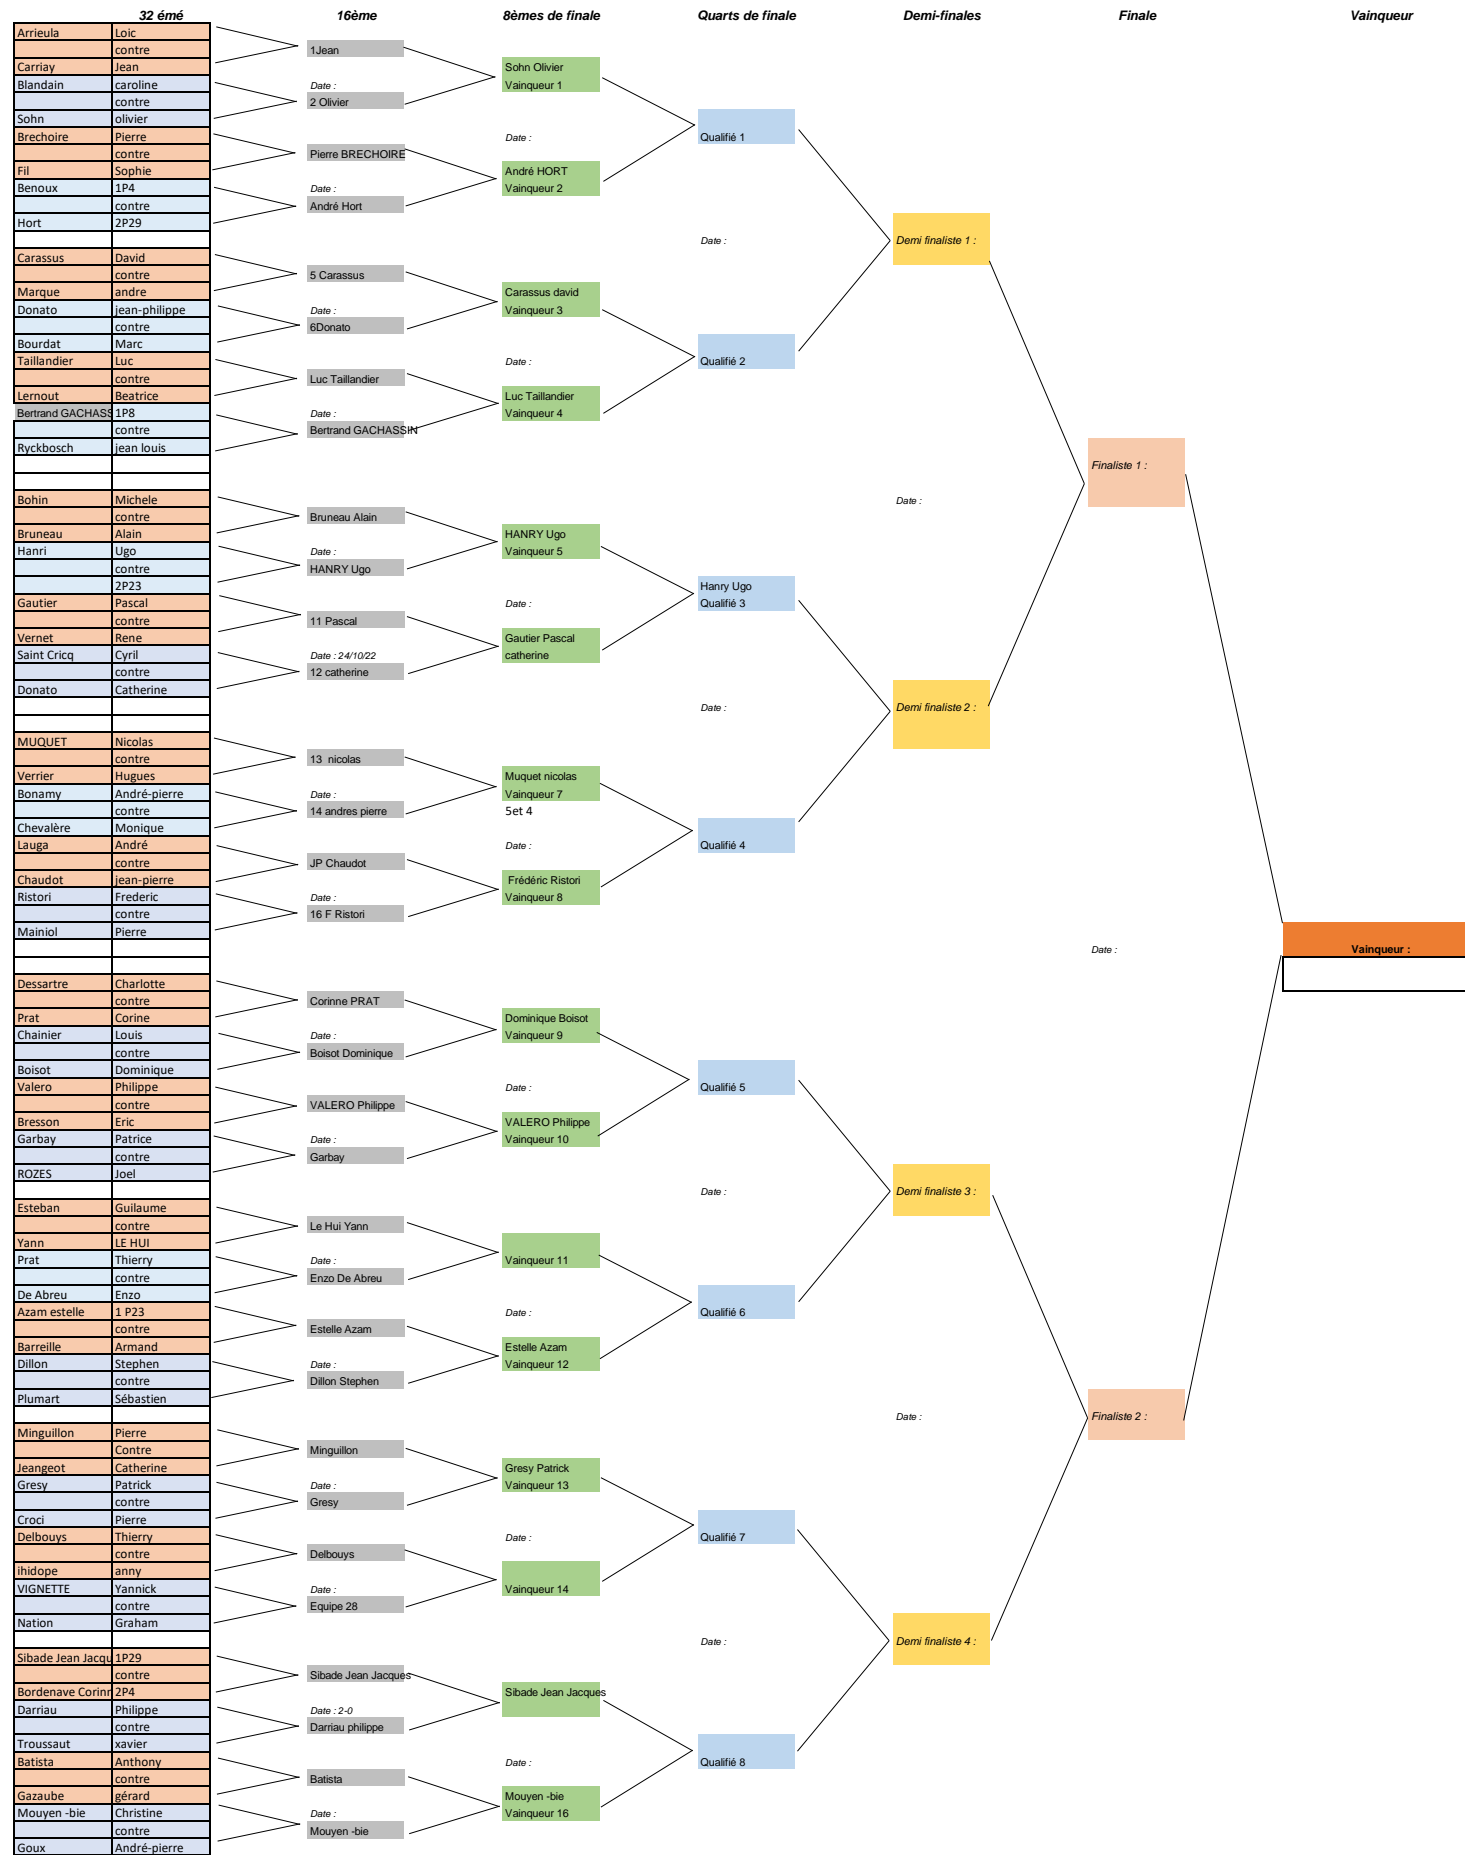 32 émé 16ème 8èmes de finale Quarts de finale Demi-finales Finale Vainqueur
Arrieula Loic
contre
1Jean
Carriay Jean
Sohn Olivier
Blandain caroline
Date :
Vainqueur 1
contre
2 Olivier
Sohn olivier
Brechoire Pierre
Date :
Qualifié 1
contre
Pierre BRECHOIRE
Fil Sophie
André HORT
Benoux 1P4
Date :
Vainqueur 2
contre
André Hort
Hort 2P29
Date :
Demi finaliste 1 :
Carassus David
contre
5 Carassus
Marque andre
Carassus david
Donato jean-philippe
Date :
Vainqueur 3
contre
6Donato
Bourdat Marc
Taillandier Luc
Date :
Qualifié 2
contre
Luc Taillandier
Lernout Beatrice
Luc Taillandier
Bertrand GACHASS 1P8
Date :
Vainqueur 4
contre
Bertrand GACHASSIN
Ryckbosch jean louis
Finaliste 1 :
Bohin Michele
Date :
contre
Bruneau Alain
Bruneau Alain
HANRY Ugo
Hanri Ugo
Date :
Vainqueur 5
contre
HANRY Ugo
2P23
Hanry Ugo
Gautier Pascal
Date :
Qualifié 3
contre
11 Pascal
Vernet Rene
Gautier Pascal
Saint Cricq Cyril
Date : 24/10/22
catherine
contre
12 catherine
Donato Catherine
Date :
Demi finaliste 2 :
MUQUET Nicolas
contre
13 nicolas
Verrier Hugues
Muquet nicolas
Bonamy André-pierre
Date :
Vainqueur 7
contre
14 andres pierre
5et 4
Chevalère Monique
Lauga André
Date :
Qualifié 4
contre
JP Chaudot
Chaudot jean-pierre
Frédéric Ristori
Ristori Frederic
Date :
Vainqueur 8
contre
16 F Ristori
Mainiol Pierre
Date :
Vainqueur :
Dessartre Charlotte
contre
Corinne PRAT
Prat Corine
Dominique Boisot
Chainier Louis
Date :
Vainqueur 9
contre
Boisot Dominique
Boisot Dominique
Valero Philippe
Date :
Qualifié 5
contre
VALERO Philippe
Bresson Eric
VALERO Philippe
Garbay Patrice
Date :
Vainqueur 10
contre
Garbay
ROZES Joel
Date :
Demi finaliste 3 :
Esteban Guilaume
contre
Le Hui Yann
Yann LE HUI
Prat Thierry
Date :
Vainqueur 11
contre
Enzo De Abreu
De Abreu Enzo
Azam estelle 1 P23
Date :
Qualifié 6
contre
Estelle Azam
Barreille Armand
Estelle Azam
Dillon Stephen
Date :
Vainqueur 12
contre
Dillon Stephen
Plumart Sébastien
Date :
Finaliste 2 :
Minguillon Pierre
Contre
Minguillon
Jeangeot Catherine
Gresy Patrick
Gresy Patrick
Date :
Vainqueur 13
contre
Gresy
Croci Pierre
Delbouys Thierry
Date :
Qualifié 7
contre
Delbouys
ihidope anny
VIGNETTE Yannick
Date :
Vainqueur 14
contre
Equipe 28
Nation Graham
Date :
Demi finaliste 4 :
Sibade Jean Jacqu 1P29
contre
Sibade Jean Jacques
Bordenave Corinr 2P4
Sibade Jean Jacques
Darriau Philippe
Date : 2-0
contre
Darriau philippe
Troussaut xavier
Batista Anthony
Date :
Qualifié 8
contre
Batista
Gazaube gérard
Mouyen -bie
Mouyen -bie Christine
Date :
Vainqueur 16
contre
Mouyen -bie
Goux André-pierre